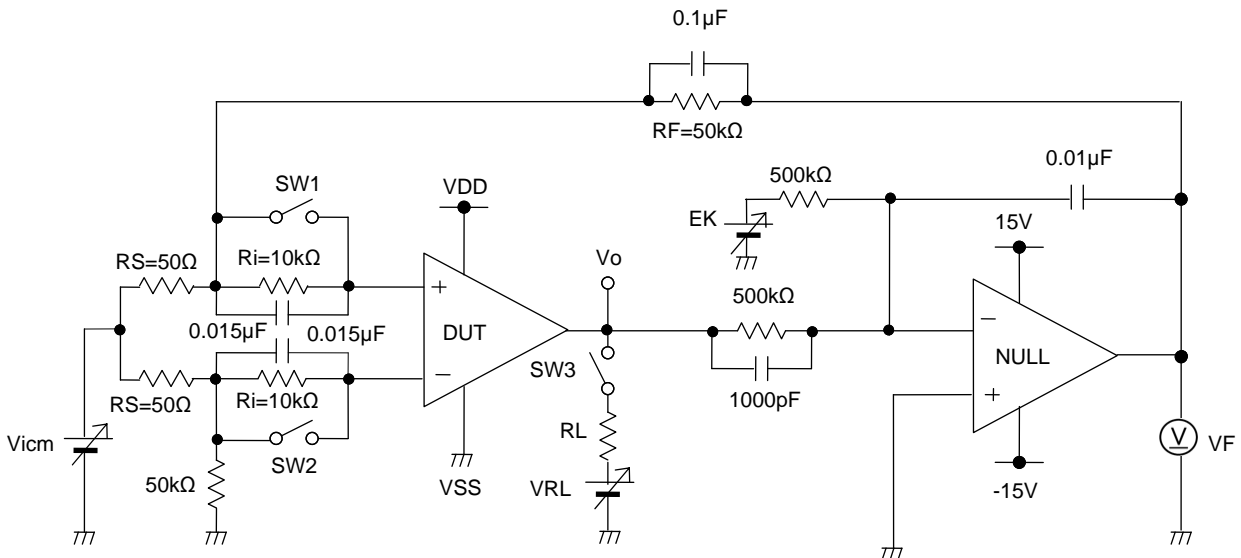 0.1µF
RF=50kΩ
0.01µF
500kΩ
SW1
VDD
EK
15V
RS=50Ω
Ri=10kΩ
Vo
500kΩ
0.015µF
0.015µF
DUT
NULL
SW3
RS=50Ω
Ri=10kΩ
1000pF
Vicm
SW2
RL
V
VF
50kΩ
VSS
VRL
-15V